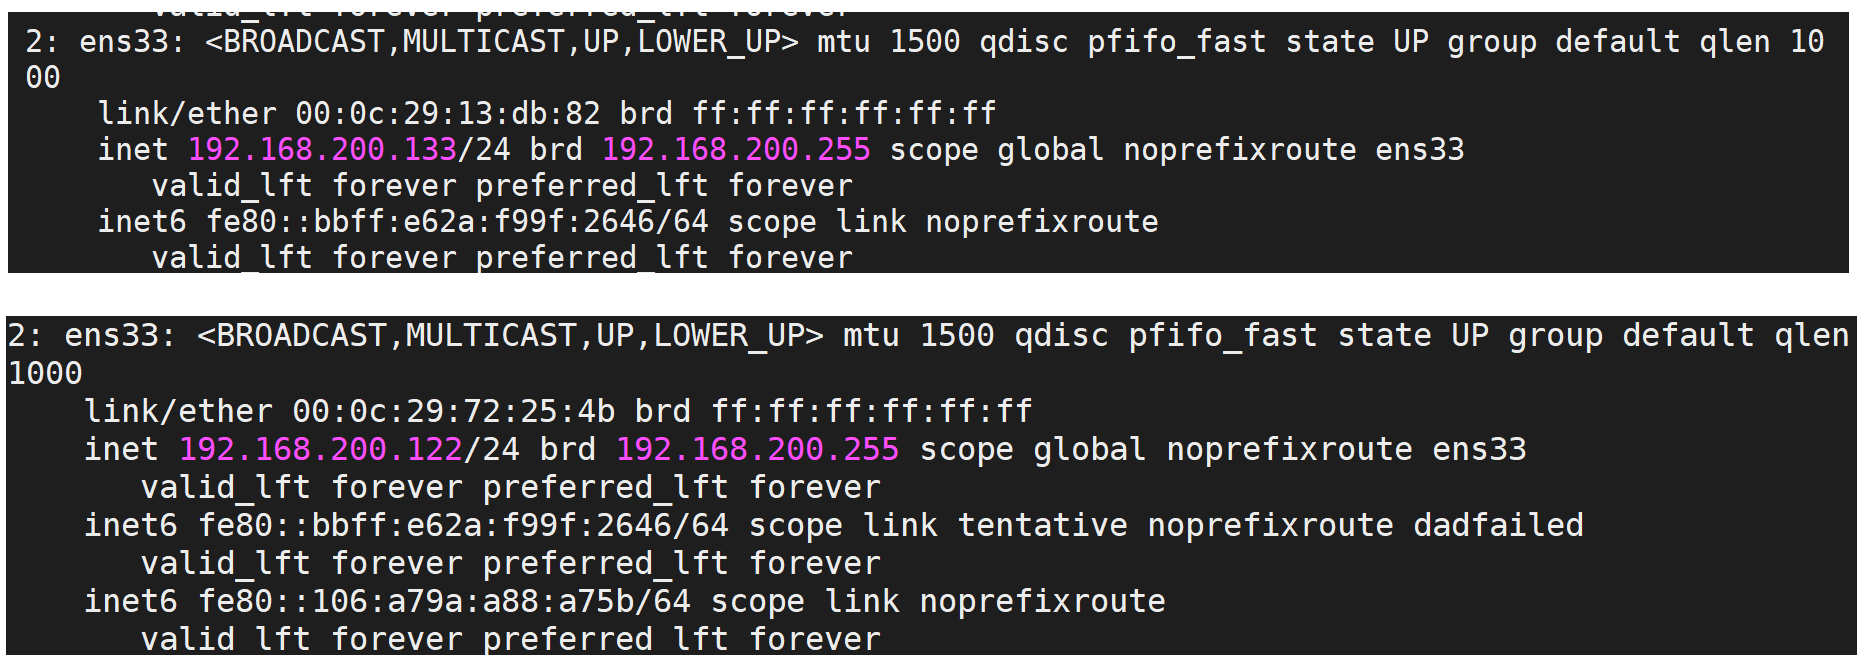 valid_lft forever preferred_lft forever
2: ens33: <BROADCAST,MULTICAST,UP,LOWER_UP> mtu 1500 qdisc pfifo_fast state UP group default qlen 10
00
link/ether 00:0c:29:13:db:82 brd ff:ff:ff:ff:ff:ff
inet 192.168.200.133/24 brd 192.168.200.255 scope global noprefixroute ens33
valid_lft forever preferred_lft forever
inet6 fe80::bbff:e62a:f99f:2646/64 scope link noprefixroute
valid_lft forever preferred_lft forever
2: ens33: <BROADCAST,MULTICAST,UP,LOWER_UP> mtu 1500 qdisc pfifo_fast state UP group default qlen
1000
link/ether 00:0c:29:72:25:4b brd ff:ff:ff:ff:ff:ff
inet 192.168.200.122/24 brd 192.168.200.255 scope global noprefixroute ens33
valid_lft forever preferred_lft forever
inet6 fe80::bbff:e62a:f99f:2646/64 scope link tentative noprefixroute dadfailed
valid_lft forever preferred_lft forever
inet6 fe80::106:a79a:a88:a75b/64 scope link noprefixroute
valid_lft forever preferred_lft forever